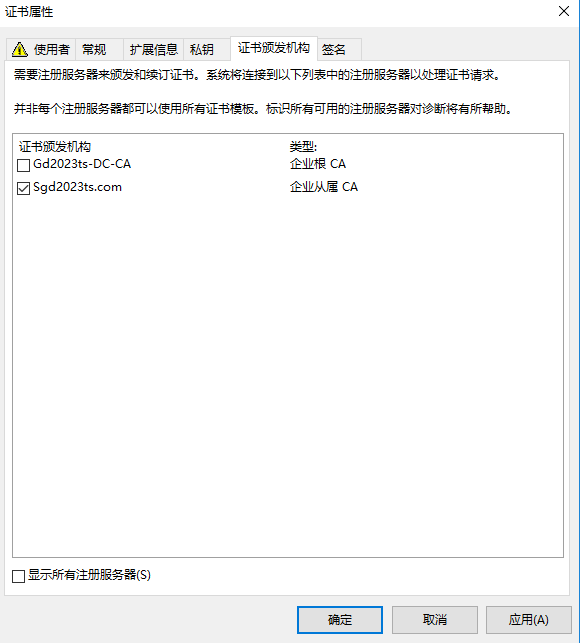 证书属性
使用者 常规 扩展信息 私钥 证书颁发机构 签名
需要注册服务器来颁发和续订证书。系统将连接到以下列表中的注册服务器以处理证书请求。
并非每个注册服务器都可以使用所有证书模板。标识所有可用的注册服务器对诊断将有所帮助。
证书颁发机构 类型:
Gd2023ts-DC-CA 企业根 CA
Sgd2023ts.com 企业从属 CA
显示所有注册服务器(S)
确定 取消 应用(A)